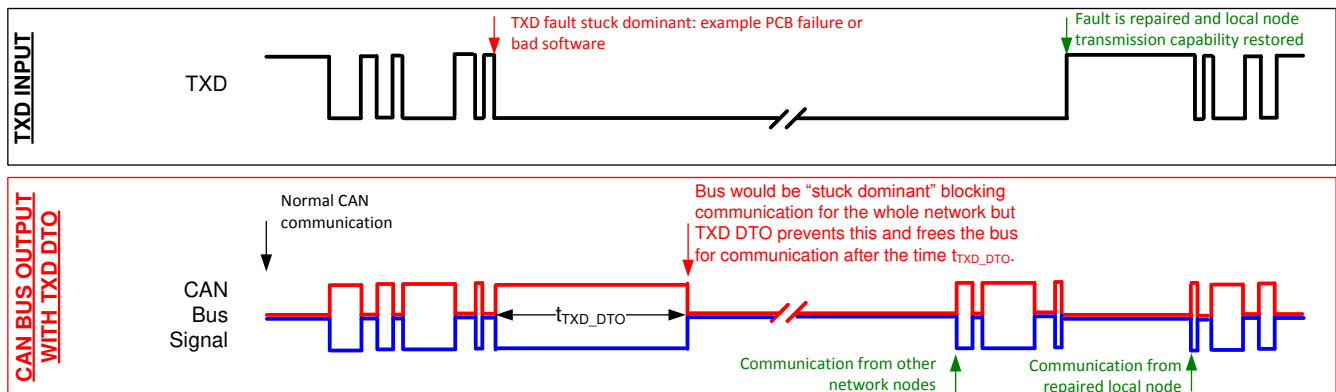 TXD INPUT
TXD fault stuck dominant: example PCB failure or
bad software
Fault is repaired and local node
transmission capability restored
TXD
CAN BUS OUTPUT
WITH TXD DTO
Normal CAN
communication
Bus would be “stuck dominant” blocking
communication for the whole network but
TXD DTO prevents this and frees the bus
for communication after the time tTXD_DTO.
CAN
Bus
Signal
tTXD_DTO
Communication from other
network nodes
Communication from
repaired local node